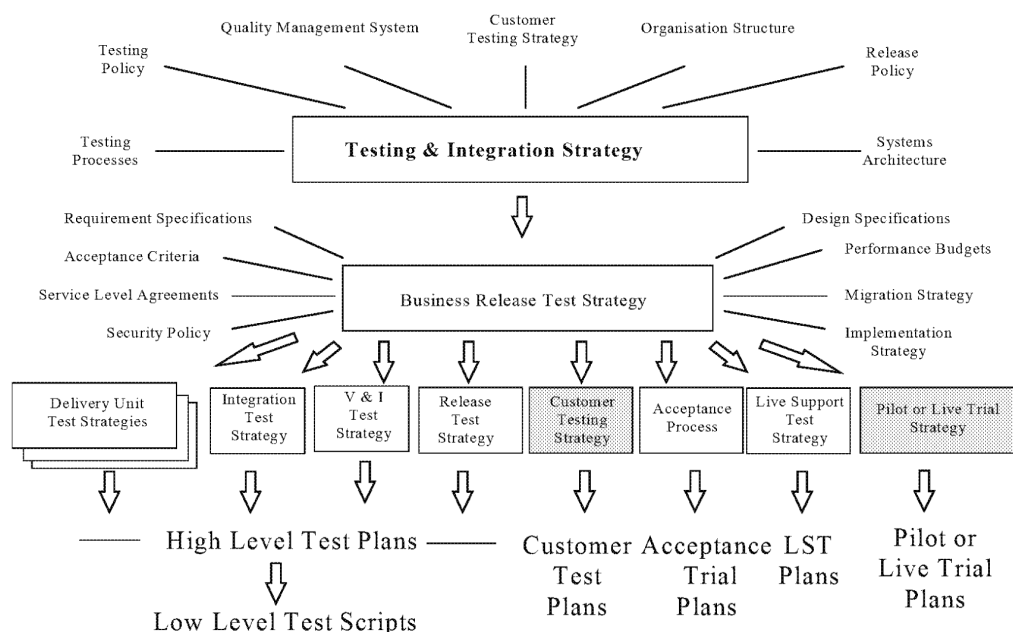 Quality Management System
Customer
Testing Strategy
Organisation Structure
Testing
Policy
Release
Policy
Testing
Processes
Testing & Integration Strategy
Systems
Architecture
Requirement Specifications
Design Specifications
Acceptance Criteria
Performance Budgets
Service Level Agreements
Business Release Test Strategy
Migration Strategy
Security Policy
Implementation
Strategy
Delivery Unit
Test Strategies
Integration
Test
Strategy
V & I
Test
Strategy
Release
Test
Strategy
Customer
Testing
Strategy
Acceptance
Process
Live Support
Test
Strategy
Pilot or Live Trial
Strategy
High Level Test Plans
Customer
Test
Plans
Acceptance
Trial
Plans
LST
Plans
Pilot or
Live Trial
Plans
Low Level Test Scripts